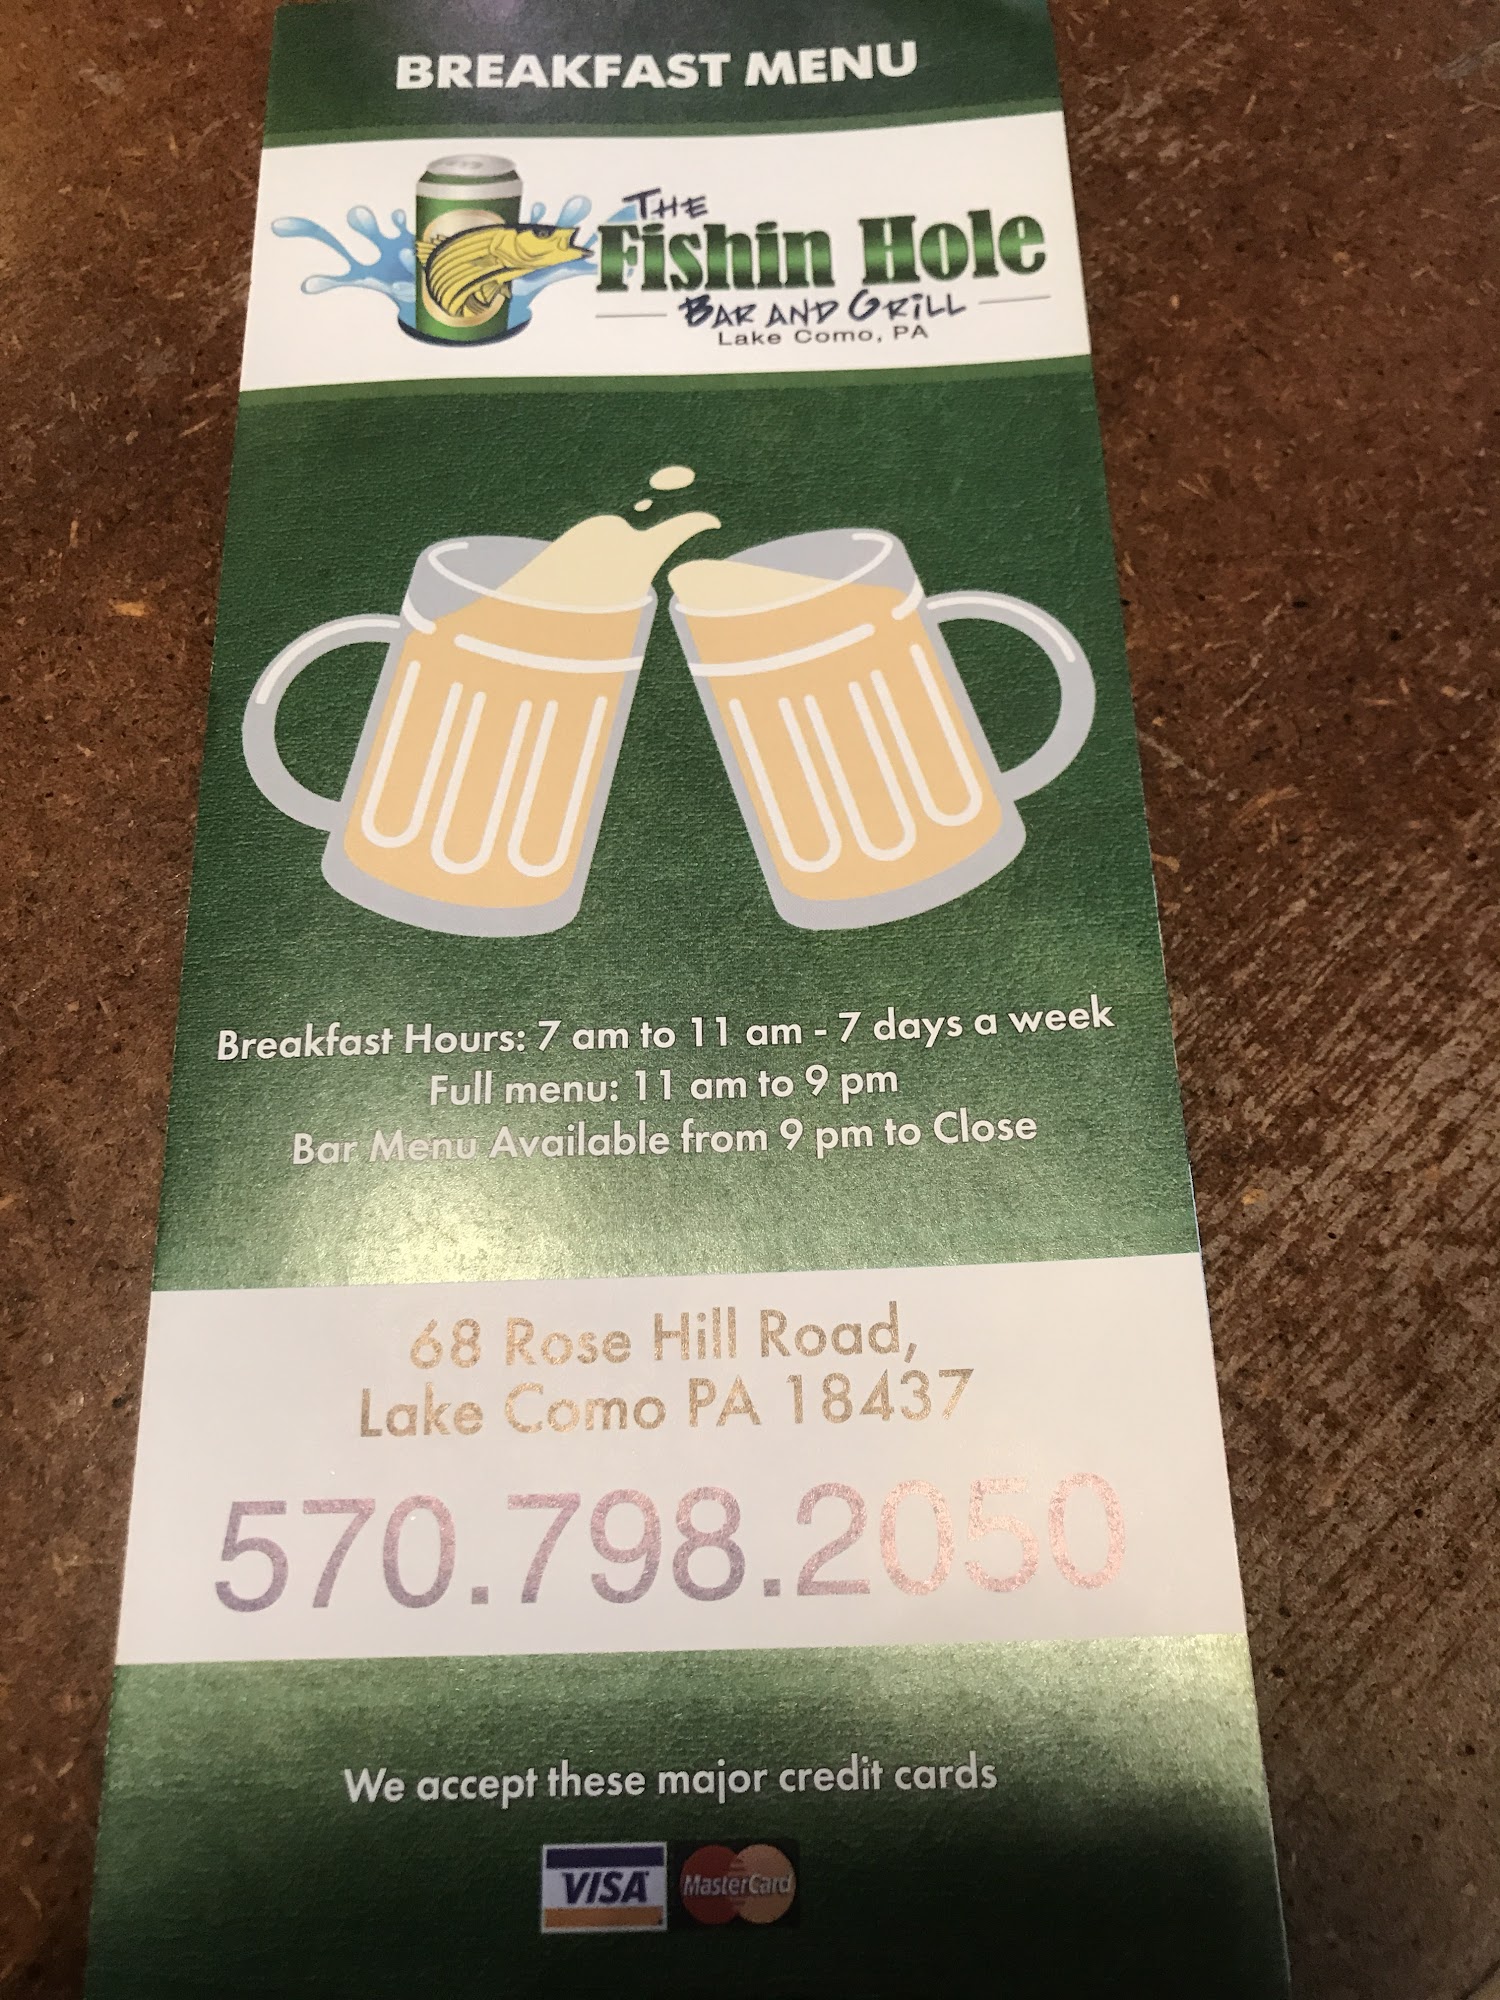 BREAKFAST MENU
THE
Fishin Hole
BAR AND GRiLL
Lake Como, PA
Breakfast Hours: 7 am to 11 am - 7 days a week
Full menu: 11 am to 9 pm
Bar Menu Available from 9 pm to Close
68 Rose Hill Road,
Lake Como PA 18437
570.798.2050
We accept these major credit cards
VISA MasterCard